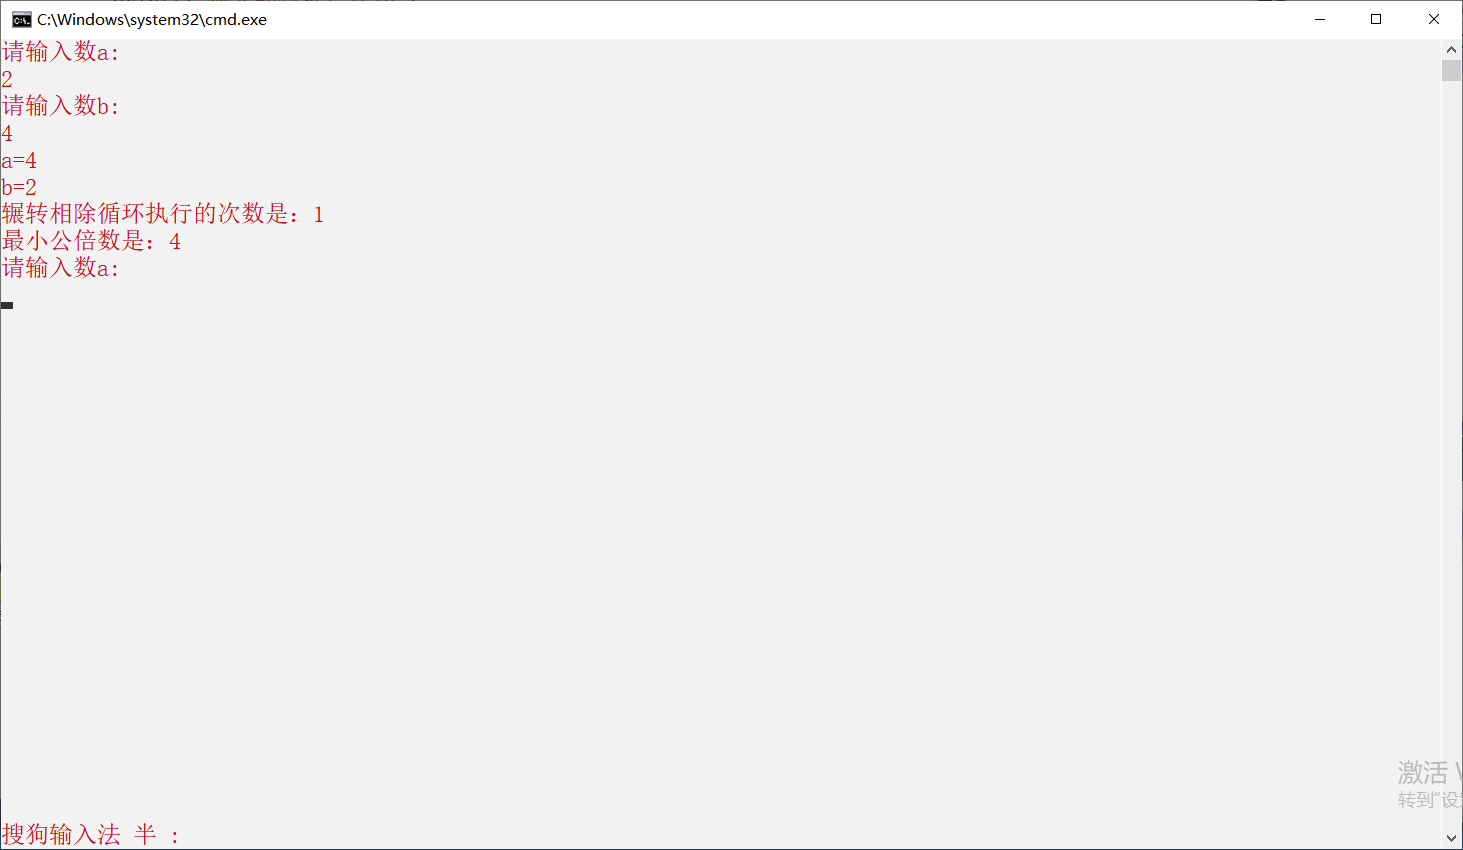 C:\Windows\system32\cmd.exe
请输入数a:
2
请输入数b:
4
a=4
b=2
辗转相除循环执行的次数是：1
最小公倍数是：4
请输入数a:
激活
转到“设
搜狗输入法 半 :